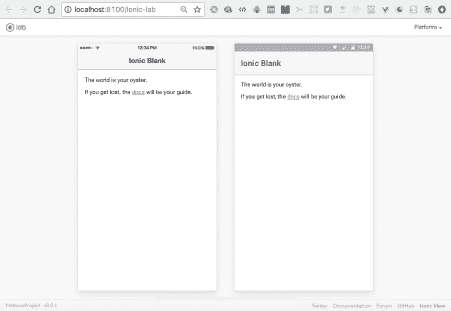 localhost:8100/ionic-lab
lab
Platforms
12:34 PM
100%
Ionic Blank
The world is your oyster.
If you get lost, the docs will be your guide.
Ionic Blank
The world is your oyster.
If you get lost, the docs will be your guide.
Twitter Documentation Forum GitHub Ionic View